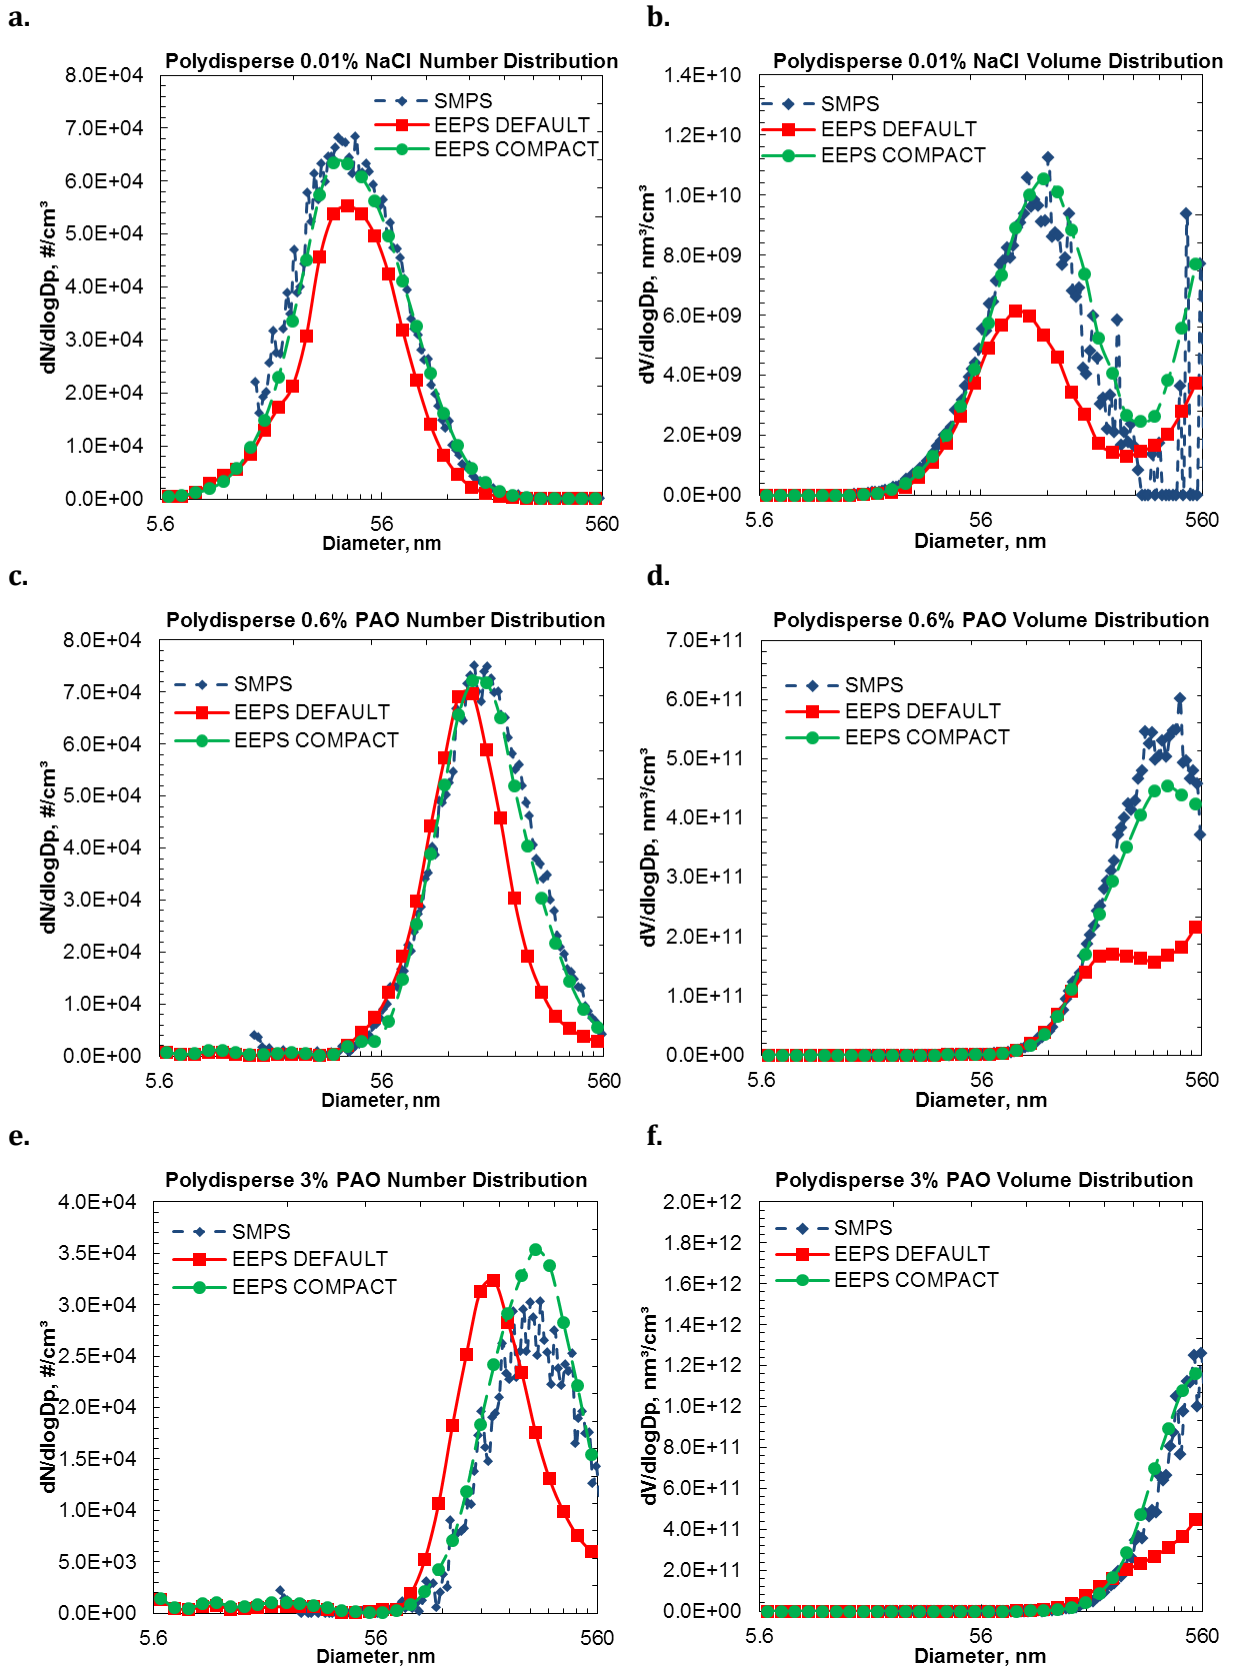 a.
Polydisperse 0.01% NaCl Number Distribution
8.0E+04
7.0E+04
6.0E+04
5.0E+04
4.0E+04
3.0E+04
2.0E+04
1.0E+04
0.0E+00
dN/dlogDp, #/cm³
SMPS
EEPS DEFAULT
EEPS COMPACT
5.6
56
560
Diameter, nm
b.
Polydisperse 0.01% NaCl Volume Distribution
1.4E+10
1.2E+10
1.0E+10
8.0E+09
6.0E+09
4.0E+09
2.0E+09
0.0E+00
dV/dlogDp, nm³/cm³
SMPS
EEPS DEFAULT
EEPS COMPACT
5.6
56
560
Diameter, nm
c.
Polydisperse 0.6% PAO Number Distribution
8.0E+04
7.0E+04
6.0E+04
5.0E+04
4.0E+04
3.0E+04
2.0E+04
1.0E+04
0.0E+00
dN/dlogDp, #/cm³
SMPS
EEPS DEFAULT
EEPS COMPACT
5.6
56
560
Diameter, nm
d.
Polydisperse 0.6% PAO Volume Distribution
7.0E+11
6.0E+11
5.0E+11
4.0E+11
3.0E+11
2.0E+11
1.0E+11
0.0E+00
dV/dlogDp, nm³/cm³
SMPS
EEPS DEFAULT
EEPS COMPACT
5.6
56
560
Diameter, nm
e.
Polydisperse 3% PAO Number Distribution
4.0E+04
3.5E+04
3.0E+04
2.5E+04
2.0E+04
1.5E+04
1.0E+04
5.0E+03
0.0E+00
dN/dlogDp, #/cm³
SMPS
EEPS DEFAULT
EEPS COMPACT
5.6
56
560
Diameter, nm
f.
Polydisperse 3% PAO Volume Distribution
2.0E+12
1.8E+12
1.6E+12
1.4E+12
1.2E+12
1.0E+12
8.0E+11
6.0E+11
4.0E+11
2.0E+11
0.0E+00
dV/dlogDp, nm³/cm³
SMPS
EEPS DEFAULT
EEPS COMPACT
5.6
56
560
Diameter, nm